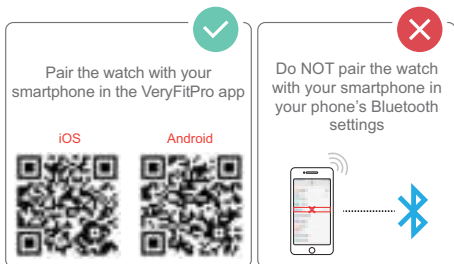 Pair the watch with your
smartphone in the VeryFitPro app
iOS
Android
Do NOT pair the watch
with your smartphone in
your phone's Bluetooth
settings